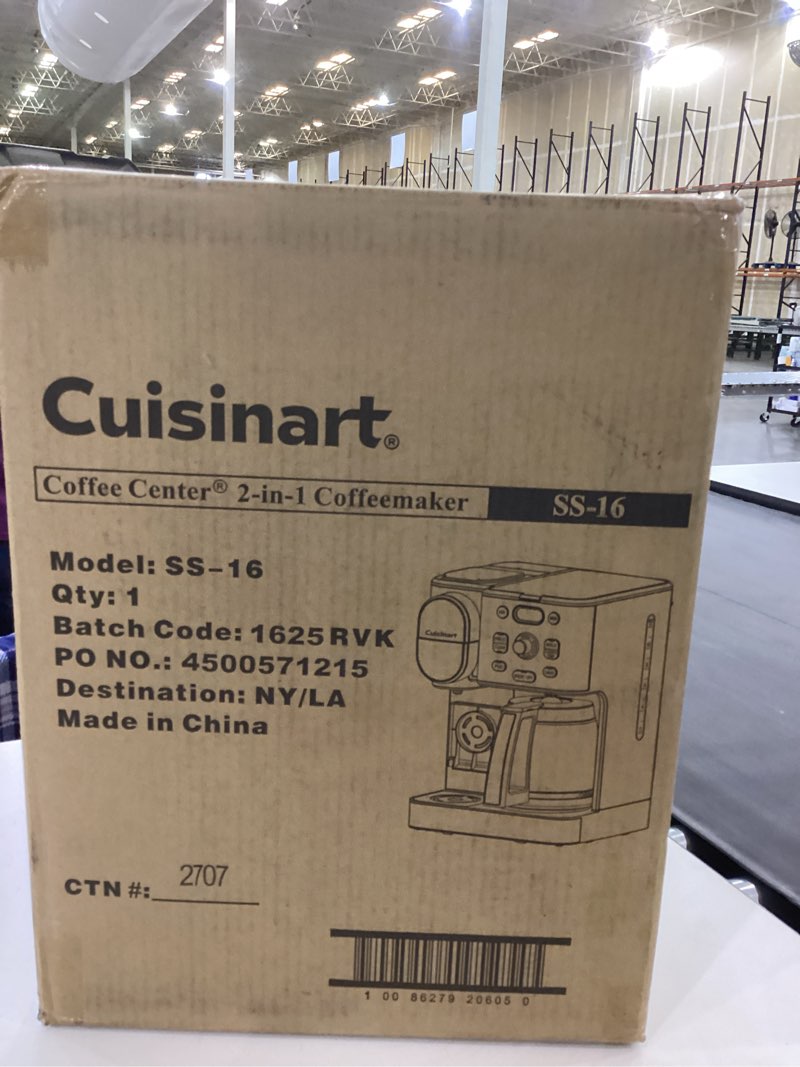 Cuisinart®
Coffee Center® 2-in-1 Coffeemaker SS-16
Model: SS-16
Qty: 1
Batch Code: 1625RVK
PO NO.: 4500571215
Destination: NY/LA
Made in China
Cuisinart
CTN #: 2707
1 00 86279 20605 0